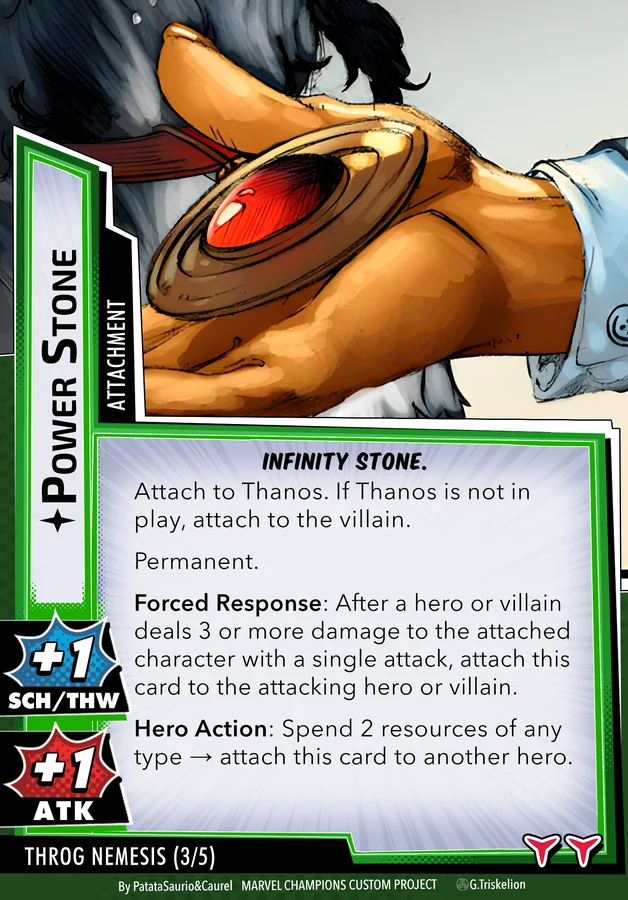 POWER STONE
ATTACHMENT
INFINITY STONE.
Attach to Thanos. If Thanos is not in
play, attach to the villain.
Permanent.
Forced Response: After a hero or villain
deals 3 or more damage to the attached
character with a single attack, attach this
card to the attacking hero or villain.
Hero Action: Spend 2 resources of any
type → attach this card to another hero.
+1
SCH/THW
+1
ATK
THROG NEMESIS (3/5)
By PatataSaurio&Caurel MARVEL CHAMPIONS CUSTOM PROJECT G.Triskelion